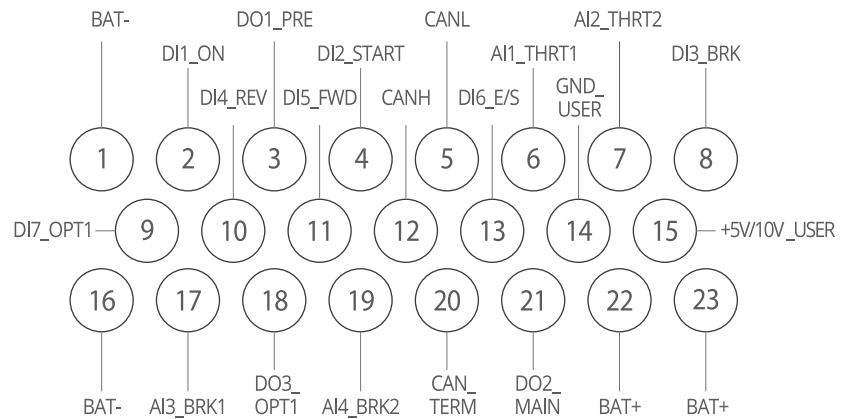 BAT-
DO1_PRE
CANL
AI2_THRT2
DI1_ON
DI2_START
AI1_THRT1
DI3_BRK
DI4_REV
DI5_FWD
CANH
DI6_E/S
GND_
USER
1
2
3
4
5
6
7
8
DI7_OPT1
9
10
11
12
13
14
15
+5V/10V_USER
16
17
18
19
20
21
22
23
BAT-
AI3_BRK1
DO3_
OPT1
AI4_BRK2
CAN_
TERM
DO2_
MAIN
BAT+
BAT+